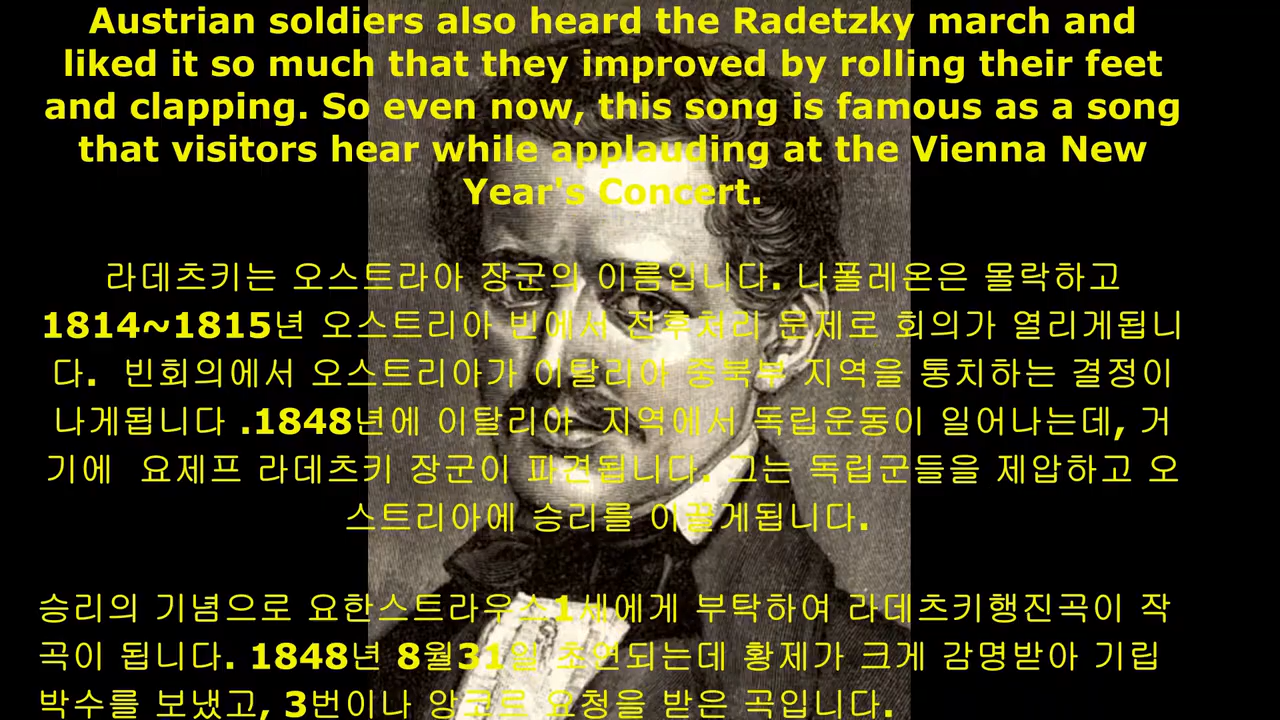 Austrian soldiers also heard the Radetzky march and
liked it so much that they improved by rolling their feet
and clapping. So even now, this song is famous as a song
that visitors hear while applauding at the Vienna New
Year's Concert.
라데츠키는 오스트라아 장군의 이름입니다. 나폴레온은 몰락하고
1814~1815년 오스트리아 빈에서 전후처리 문제로 회의가 열리게됩니
다. 빈회의에서 오스트리아가 이탈리아 중북부 지역을 통치하는 결정이
나게됩니다 .1848년에 이탈리아 지역에서 독립운동이 일어나는데, 거
기에 요제프 라데츠키 장군이 파견됩니다. 그는 독립군들을 제압하고 오
스트리아에 승리를 이끌게됩니다.
승리의 기념으로 요한스트라우스1세에게 부탁하여 라데츠키행진곡이 작
곡이 됩니다. 1848년 8월31일 초연되는데 황제가 크게 감명받아 기립
박수를 보냈고, 3번이나 앙코르 요청을 받은 곡입니다.